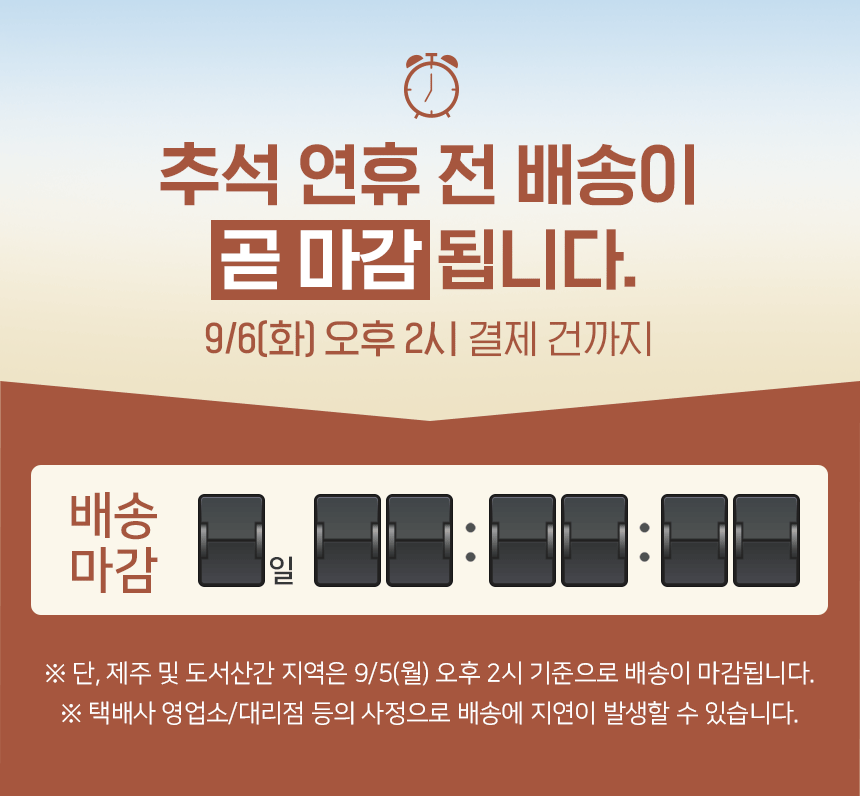 추석 연휴 전 배송이
곧 마감됩니다.
9/6(화) 오후 2시 결제 건까지
배송
마감
일 : :
※ 단, 제주 및 도서산간 지역은 9/5(월) 오후 2시 기준으로 배송이 마감됩니다.
※ 택배사 영업소/대리점 등의 사정으로 배송에 지연이 발생할 수 있습니다.